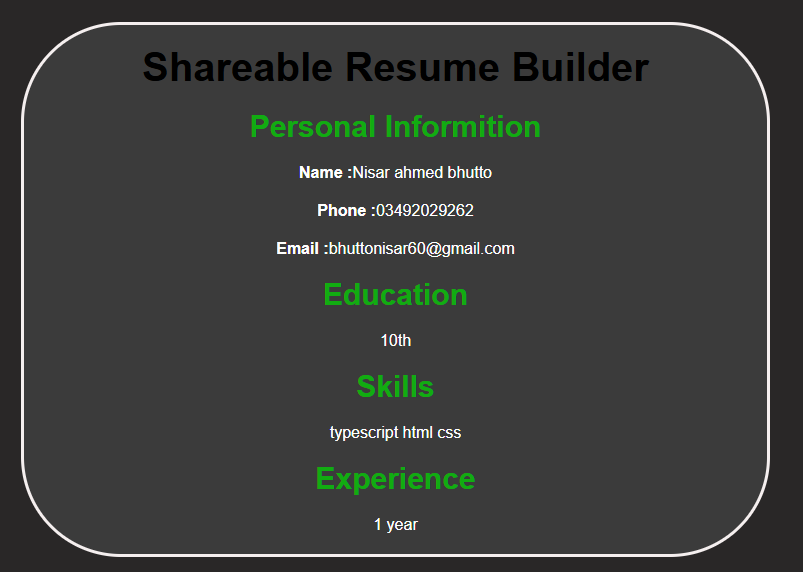 Shareable Resume Builder
Personal Informition
Name :Nisar ahmed bhutto
Phone :03492029262
Email :bhuttonisar60@gmail.com
Education
10th
Skills
typescript html css
Experience
1 year